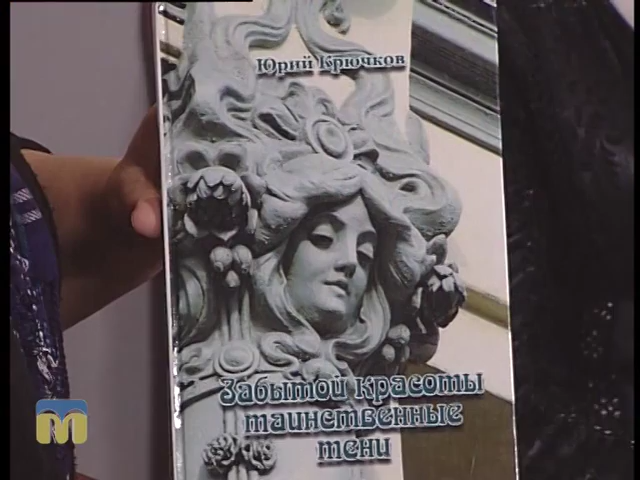 Юрий Крючков
Забытой красоты
таинственные
тени